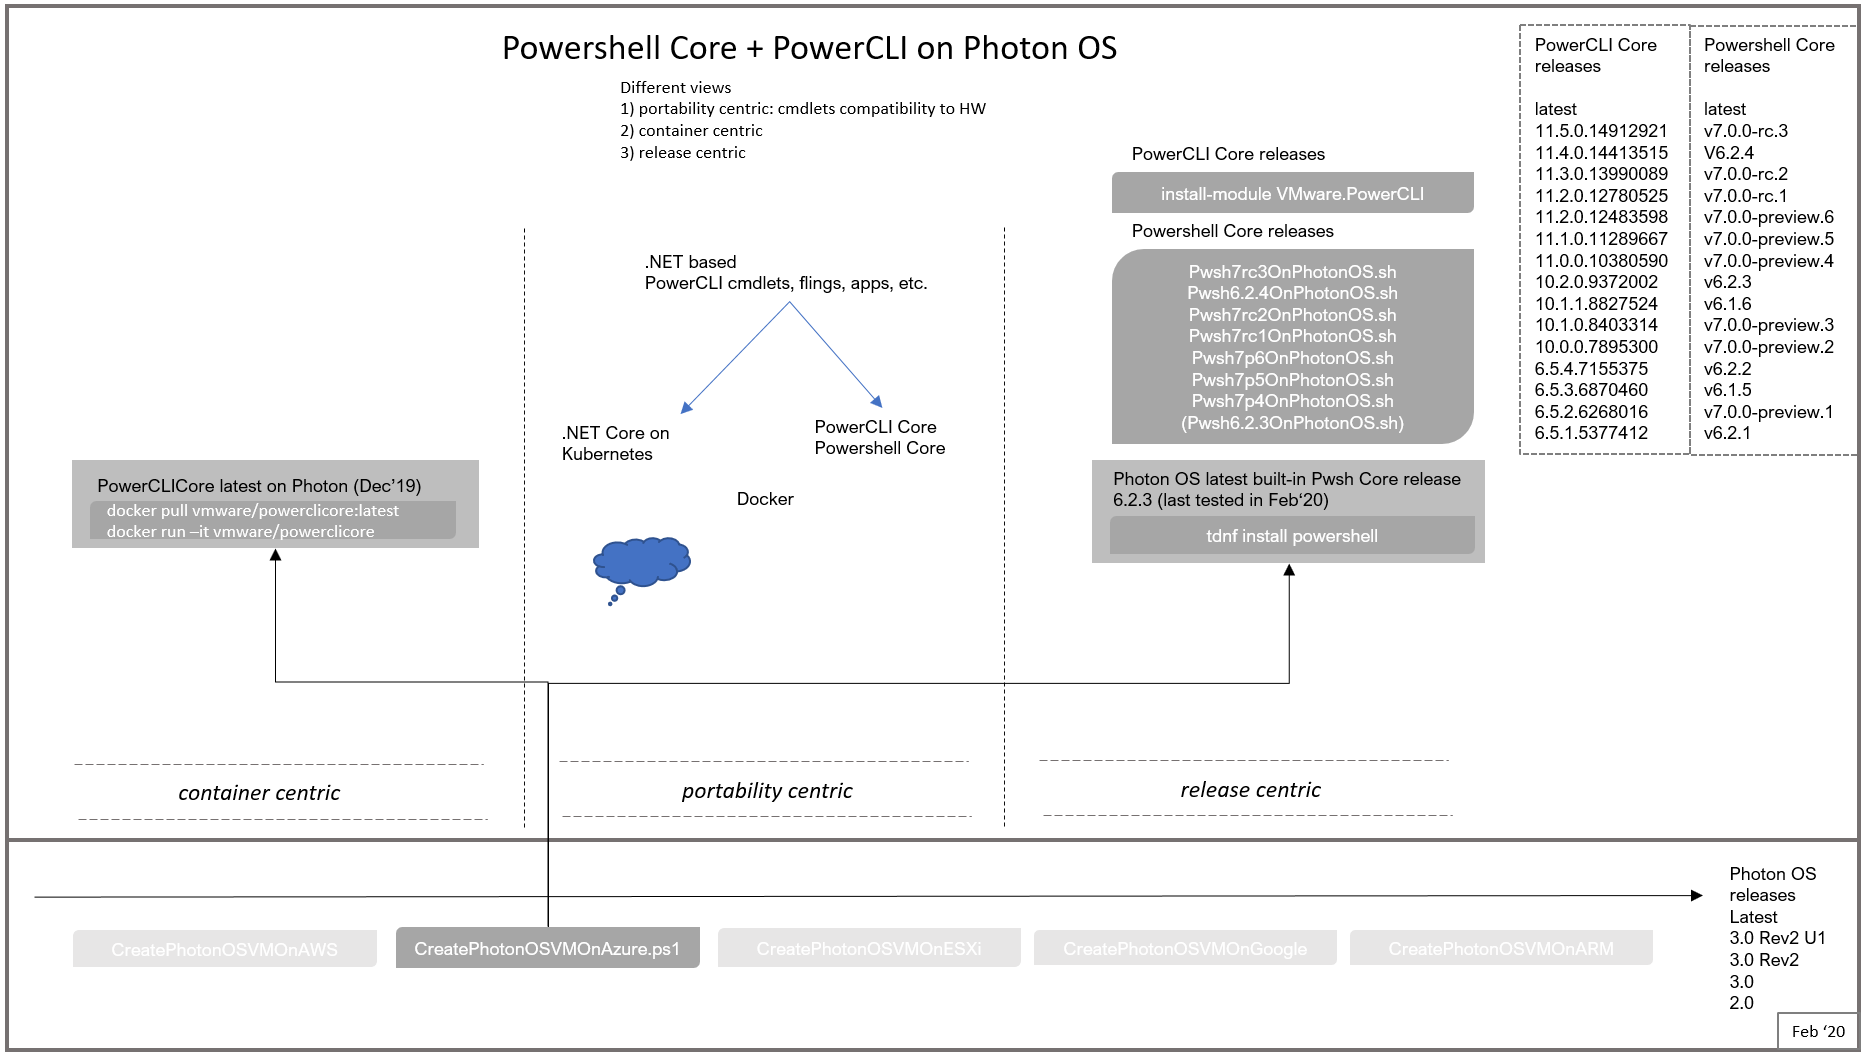 Powershell Core + PowerCLI on Photon OS
Different views
1) portability centric: cmdlets compatibility to HW
2) container centric
3) release centric
PowerCLICore latest on Photon (Dec’19)
docker pull vmware/powerclicore:latest
docker run –it vmware/powerclicore
container centric
.NET based
PowerCLI cmdlets, flings, apps, etc.
.NET Core on
Kubernetes
PowerCLI Core
Powershell Core
Docker
portability centric
PowerCLI Core releases
install-module VMware.PowerCLI
Powershell Core releases
Pwsh7rc3OnPhotonOS.sh
Pwsh6.2.4OnPhotonOS.sh
Pwsh7rc2OnPhotonOS.sh
Pwsh7rc1OnPhotonOS.sh
Pwsh7p6OnPhotonOS.sh
Pwsh7p5OnPhotonOS.sh
Pwsh7p4OnPhotonOS.sh
(Pwsh6.2.3OnPhotonOS.sh)
Photon OS latest built-in Pwsh Core release
6.2.3 (last tested in Feb‘20)
tdnf install powershell
release centric
PowerCLI Core
releases
latest
11.5.0.14912921
11.4.0.14413515
11.3.0.13990089
11.2.0.12780525
11.2.0.12483598
11.1.0.11289667
11.0.0.10380590
10.2.0.9372002
10.1.1.8827524
10.1.0.8403314
10.0.0.7895300
6.5.4.7155375
6.5.3.6870460
6.5.2.6268016
6.5.1.5377412
Powershell Core
releases
latest
v7.0.0-rc.3
V6.2.4
v7.0.0-rc.2
v7.0.0-rc.1
v7.0.0-preview.6
v7.0.0-preview.5
v7.0.0-preview.4
v6.2.3
v6.1.6
v7.0.0-preview.3
v7.0.0-preview.2
v6.2.2
v6.1.5
v7.0.0-preview.1
v6.2.1
CreatePhotonOSVMOnAWS
CreatePhotonOSVMOnAzure.ps1
CreatePhotonOSVMOnESXi
CreatePhotonOSVMOnGoogle
CreatePhotonOSVMOnARM
Photon OS
releases
Latest
3.0 Rev2 U1
3.0 Rev2
3.0
2.0
Feb ‘20